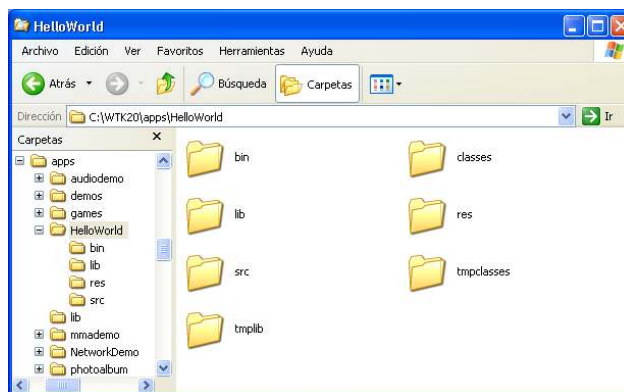 HelloWorld
Archivo Edición Ver Favoritos Herramientas Ayuda
Atrás Búsqueda Carpetas
Dirección C:\WTK20\apps\HelloWorld Ir
Carpetas x
apps
audiodemo
demos
games
HelloWorld
bin
lib
res
src
lib
mmademo
NetworkDemo
photoalbum
bin classes
lib res
src tmpclasses
tmplib